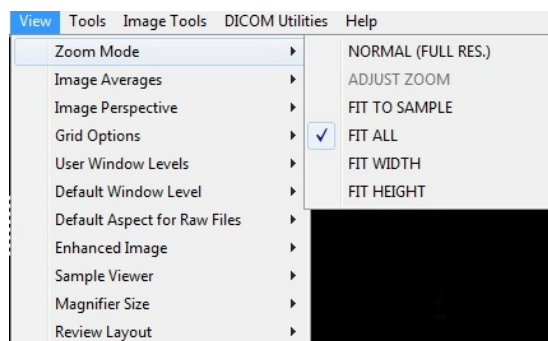 View Tools Image Tools DICOM Utilities Help
Zoom Mode
Image Averages
Image Perspective
Grid Options
User Window Levels
Default Window Level
Default Aspect for Raw Files
Enhanced Image
Sample Viewer
Magnifier Size
Review Layout
NORMAL (FULL RES.)
ADJUST ZOOM
FIT TO SAMPLE
FIT ALL
FIT WIDTH
FIT HEIGHT